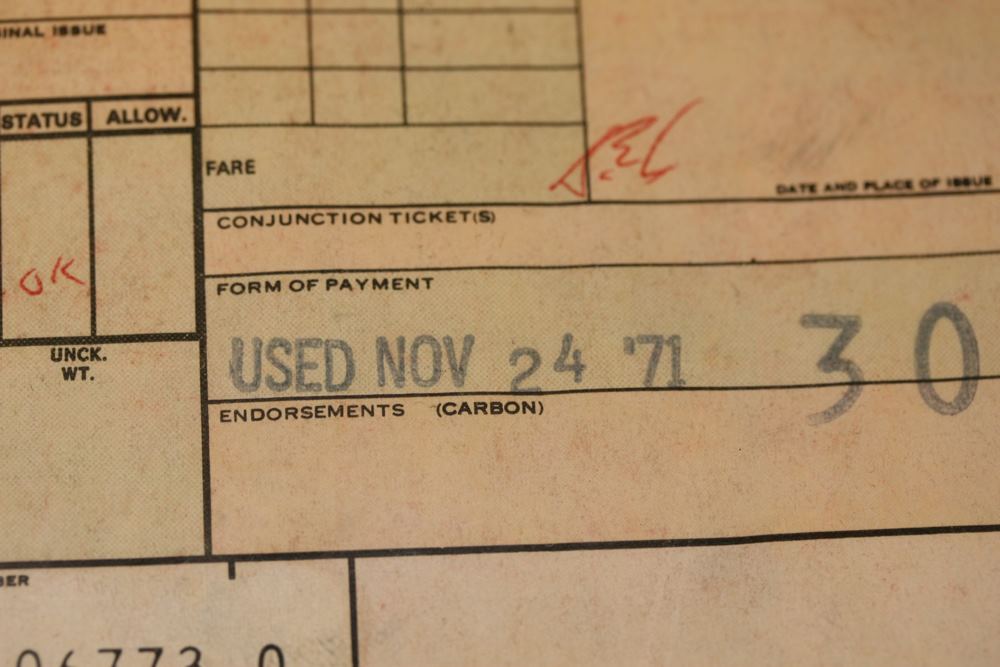 INAL ISSUE
STATUS ALLOW.
FARE
DATE AND PLACE OF ISSUE
CONJUNCTION TICKET(S)
OK
FORM OF PAYMENT
USED NOV 24 '71 30
UNCK.
WT.
ENDORSEMENTS (CARBON)
BER
06773 0